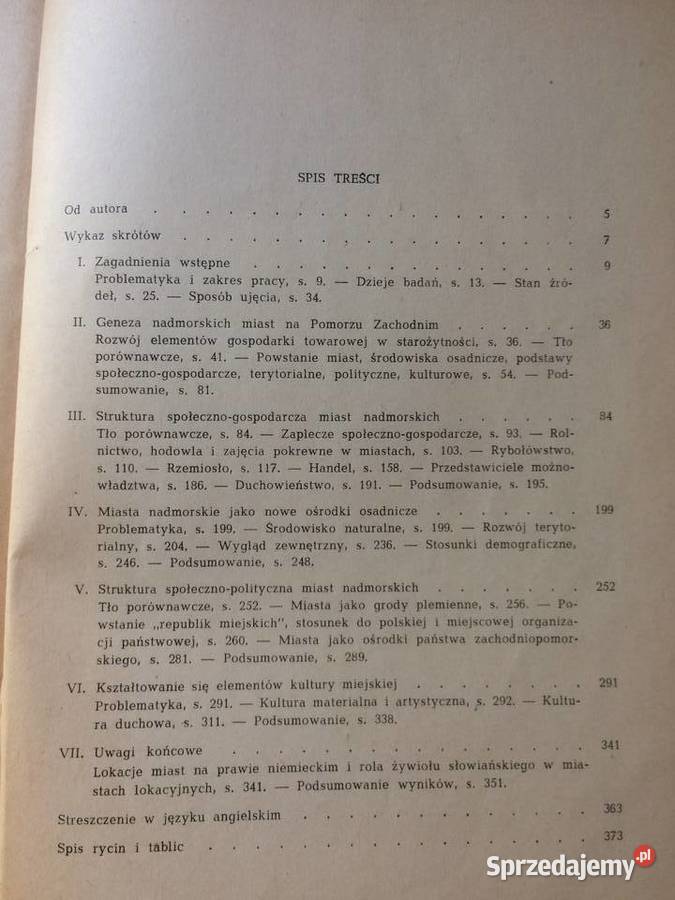 SPIS TREŚCI
Od autora . . . . . . . . . . . . . . . . . 5
Wykaz skrótów . . . . . . . . . . . . . . . . 7
I. Zagadnienia wstępne . . . . . . . . . . . . . 9
Problematyka i zakres pracy, s. 9. — Dzieje badań, s. 13. — Stan źró-
deł, s. 25. — Sposób ujęcia, s. 34.
II. Geneza nadmorskich miast na Pomorzu Zachodnim . . . . . . 36
Rozwój elementów gospodarki towarowej w starożytności, s. 36. — Tło
porównawcze, s. 41. — Powstanie miast, środowiska osadnicze, podstawy
społeczno-gospodarcze, terytorialne, polityczne, kulturowe, s. 54. — Pod-
sumowanie, s. 81.
III. Struktura społeczno-gospodarcza miast nadmorskich . . . . . . 84
Tło porównawcze, s. 84. — Zaplecze społeczno-gospodarcze, s. 93. — Rol-
nictwo, hodowla i zajęcia pokrewne w miastach, s. 103. — Rybołówstwo,
s. 110. — Rzemiosło, s. 117. — Handel, s. 158. — Przedstawiciele możno-
władztwa, s. 186. — Duchowieństwo, s. 191. — Podsumowanie, s. 195.
IV. Miasta nadmorskie jako nowe ośrodki osadnicze . . . . . . . 199
Problematyka, s. 199. — Środowisko naturalne, s. 199. — Rozwój teryto-
rialny, s. 204. — Wygląd zewnętrzny, s. 236. — Stosunki demograficzne,
s. 246. — Podsumowanie, s. 248.
V. Struktura społeczno-polityczna miast nadmorskich . . . . . . . 252
Tło porównawcze, s. 252. — Miasta jako grody plemienne, s. 256. — Po-
wstanie „republik miejskich", stosunek do polskiej i miejscowej organiza-
cji państwowej, s. 260. — Miasta jako ośrodki państwa zachodniopomor-
skiego, s. 281. — Podsumowanie, s. 289.
VI. Kształtowanie się elementów kultury miejskiej . . . . . . . . 291
Problematyka, s. 291. — Kultura materialna i artystyczna, s. 292. — Kultu-
ra duchowa, s. 311. — Podsumowanie, s. 338.
VII. Uwagi końcowe . . . . . . . . . . . . . . . 341
Lokacje miast na prawie niemieckim i rola żywiołu słowiańskiego w mia-
stach lokacyjnych, s. 341. — Podsumowanie wyników, s. 351.
Streszczenie w języku angielskim . . . . . . . . . . . . 363
Spis rycin i tablic . . . . . . . . . . . . . . . . 373
Sprzedajemy.pl